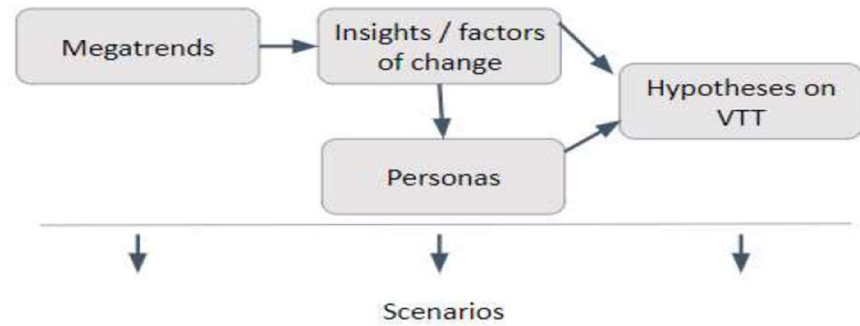 Megatrends
Insights / factors
of change
Hypotheses on
VTT
Personas
Scenarios